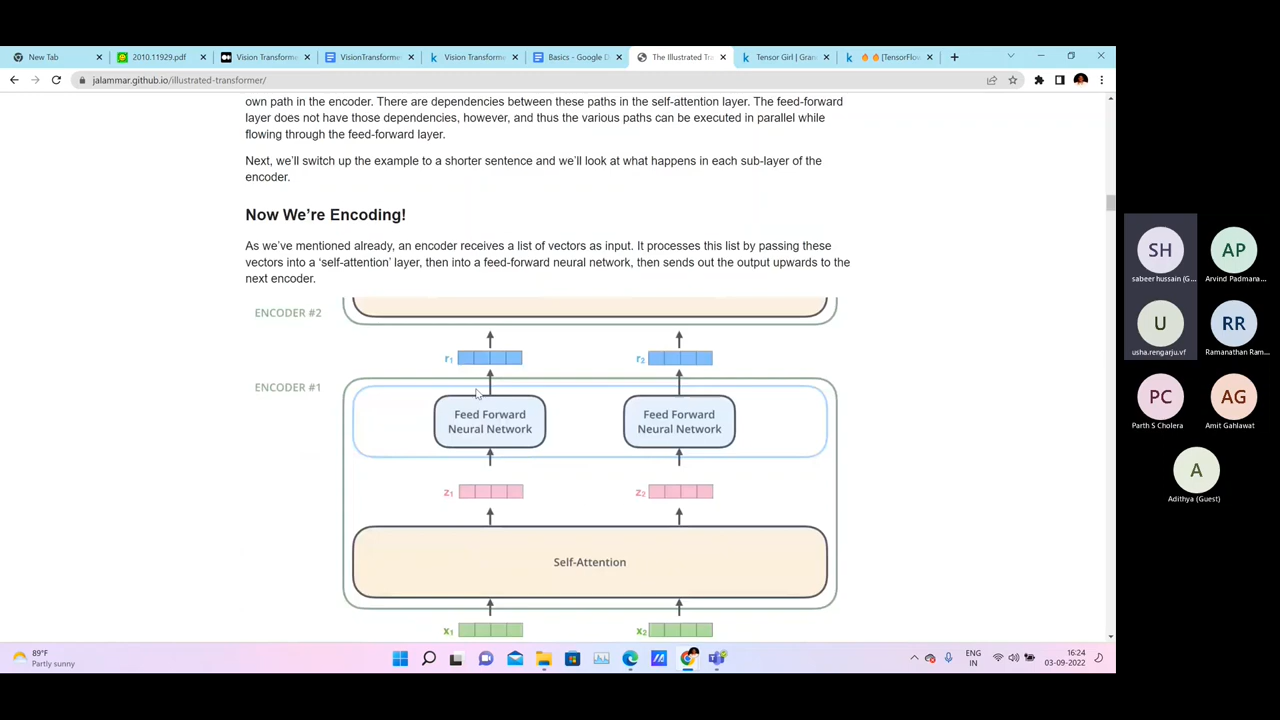 New Tab
2010.11929.pdf
Vision Transforme
VisionTransforme
Vision Transforme
Basics - Google D
The Illustrated Tra
Tensor Girl | Gran
[TensorFlow
jalammar.github.io/illustrated-transformer/
own path in the encoder. There are dependencies between these paths in the self-attention layer. The feed-forward
layer does not have those dependencies, however, and thus the various paths can be executed in parallel while
flowing through the feed-forward layer.
Next, we'll switch up the example to a shorter sentence and we'll look at what happens in each sub-layer of the
encoder.
Now We're Encoding!
As we've mentioned already, an encoder receives a list of vectors as input. It processes this list by passing these
vectors into a 'self-attention' layer, then into a feed-forward neural network, then sends out the output upwards to the
next encoder.
ENCODER #2
r1
r2
ENCODER #1
Feed Forward
Neural Network
Feed Forward
Neural Network
z1
z2
Self-Attention
x1
x2
SH
sabeer hussain (G...
AP
Arvind Padmana...
U
usha.rengarju.vf
RR
Ramanathan Ram...
PC
Parth S Cholera
AG
Amit Gahlawat
A
Adithya (Guest)
89°F
Partly sunny
ENG
IN
16:24
03-09-2022